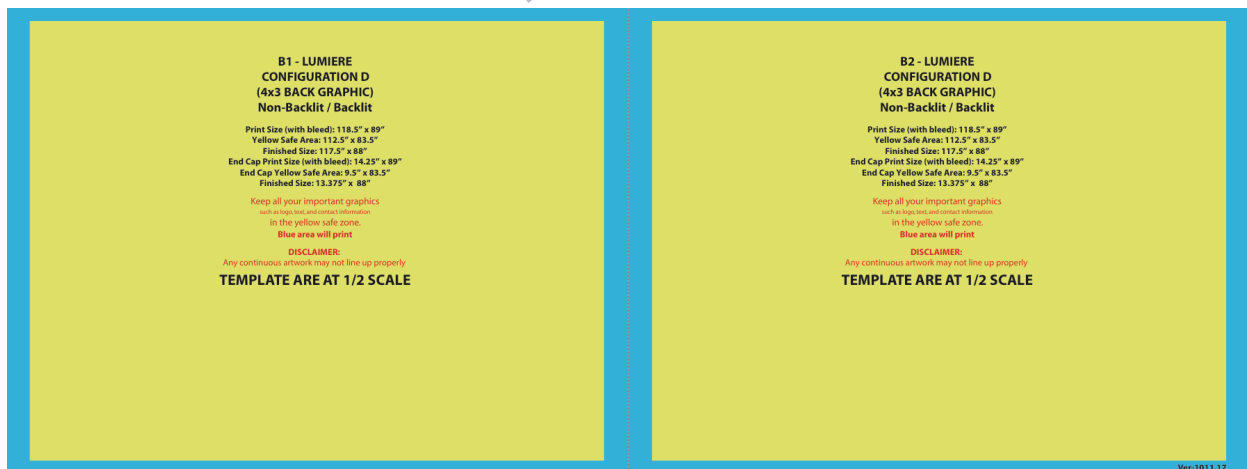 B1 - LUMIERE
CONFIGURATION D
(4x3 BACK GRAPHIC)
Non-Backlit / Backlit
Print Size (with bleed): 118.5” x 89”
Yellow Safe Area: 112.5” x 83.5”
Finished Size: 117.5” x 88”
End Cap Print Size (with bleed): 14.25” x 89”
End Cap Yellow Safe Area: 9.5” x 83.5”
Finished Size: 13.375” x 88”
Keep all your important graphics
such as logo, text, and contact information
in the yellow safe zone.
Blue area will print
DISCLAIMER:
Any continuous artwork may not line up properly
TEMPLATE ARE AT 1/2 SCALE
B2 - LUMIERE
CONFIGURATION D
(4x3 BACK GRAPHIC)
Non-Backlit / Backlit
Print Size (with bleed): 118.5” x 89”
Yellow Safe Area: 112.5” x 83.5”
Finished Size: 117.5” x 88”
End Cap Print Size (with bleed): 14.25” x 89”
End Cap Yellow Safe Area: 9.5” x 83.5”
Finished Size: 13.375” x 88”
Keep all your important graphics
such as logo, text, and contact information
in the yellow safe zone.
Blue area will print
DISCLAIMER:
Any continuous artwork may not line up properly
TEMPLATE ARE AT 1/2 SCALE